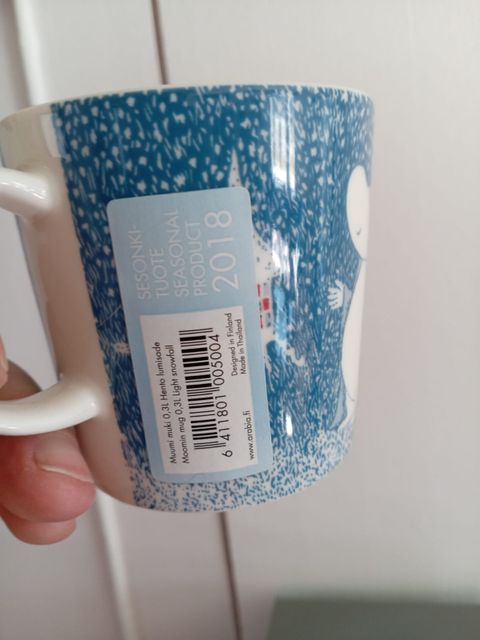 SESONKI-
TUOTE
SEASONAL
PRODUCT
2018
Muumi muki 0,3L Hento lumisade
Moomin mug 0,3L Light snowfall
6 411801 005004
Designed in Finland
Made in Thailand
www.arabia.fi